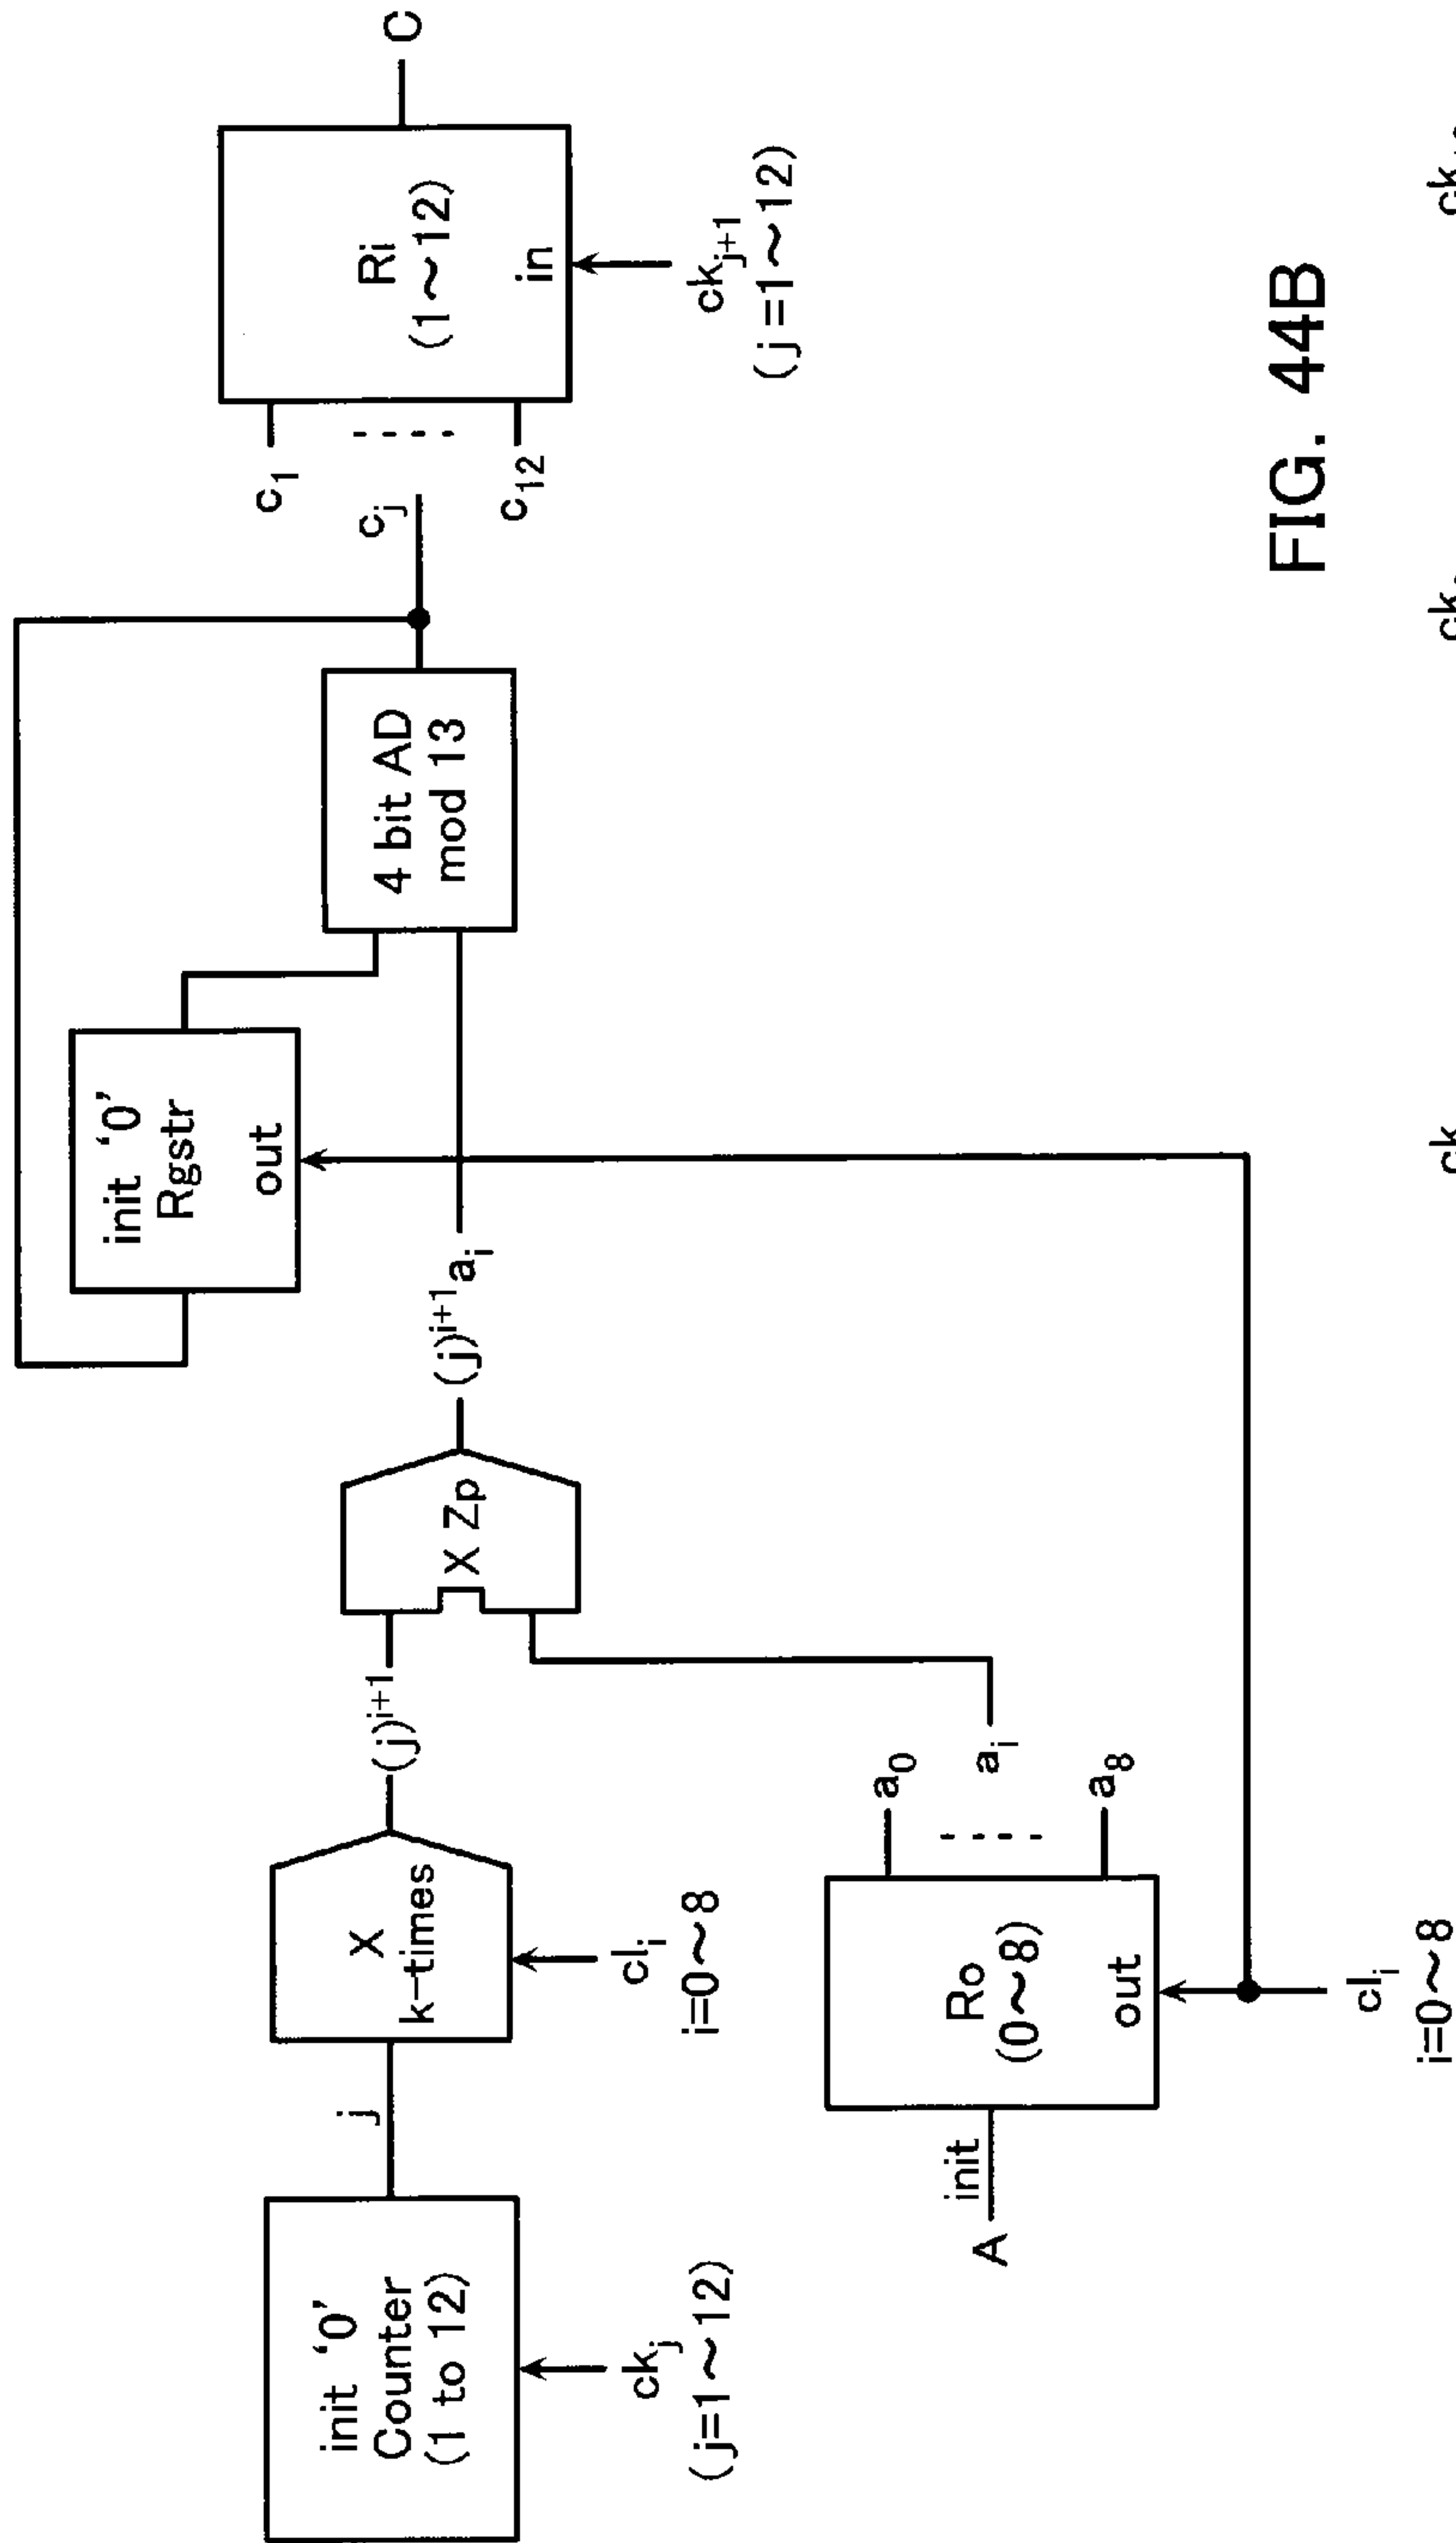 init ‘0’
Counter
(1 to 12)
ck_j
(j=1~12)
j
X
k-times
cl_i
i=0~8
(j)^{i+1}
A
init
Ro
(0~8)
out
cl_i
i=0~8
a_0
a_i
a_8
X Zp
(j)^{i+1} a_i
init ‘0’
Rgstr
out
4 bit AD
mod 13
c_1
c_j
c_{12}
Ri
(1~12)
in
ck_{j+1}
(j=1~12)
C
FIG. 44B